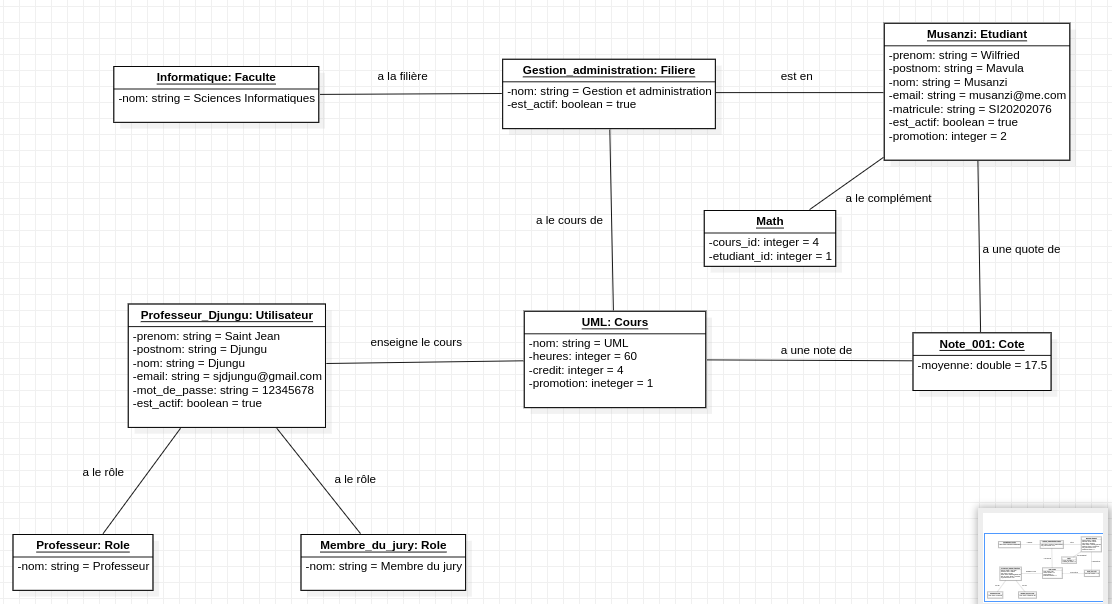 Musanzi: Etudiant
-prenom: string = Wilfried
-postnom: string = Mavula
-nom: string = Musanzi
-email: string = musanzi@me.com
-matricule: string = SI20202076
-est_actif: boolean = true
-promotion: integer = 2
Informatique: Faculte
-nom: string = Sciences Informatiques
a la filière
Gestion_administration: Filiere
-nom: string = Gestion et administration
-est_actif: boolean = true
est en
a le complément
Math
-cours_id: integer = 4
-etudiant_id: integer = 1
a le cours de
a une quote de
Professeur_Djungu: Utilisateur
-prenom: string = Saint Jean
-postnom: string = Djungu
-nom: string = Djungu
-email: string = sjdjungu@gmail.com
-mot_de_passe: string = 12345678
-est_actif: boolean = true
enseigne le cours
UML: Cours
-nom: string = UML
-heures: integer = 60
-credit: integer = 4
-promotion: ineteger = 1
a une note de
Note_001: Cote
-moyenne: double = 17.5
a le rôle
a le rôle
Professeur: Role
-nom: string = Professeur
Membre_du_jury: Role
-nom: string = Membre du jury